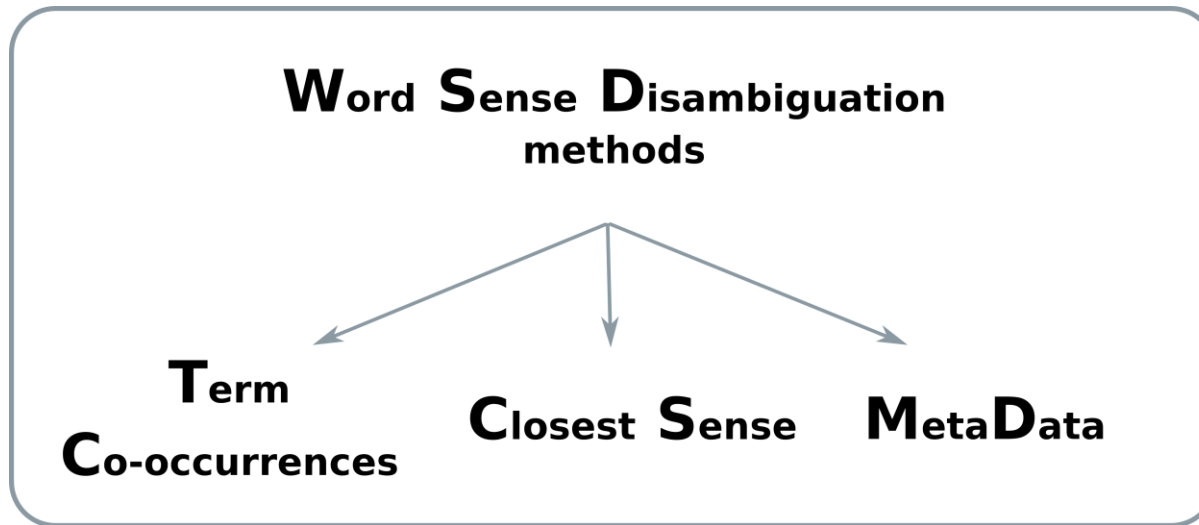 Word Sense Disambiguation
methods
Term
Co-occurrences
Closest Sense
MetaData